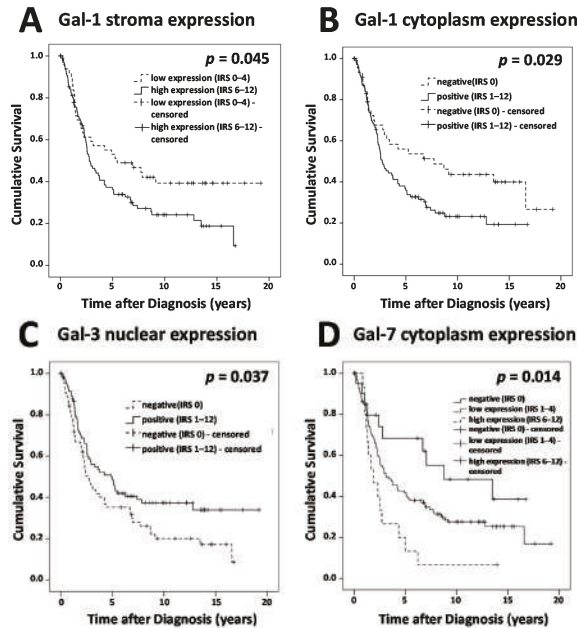 A Gal-1 stroma expression
p = 0.045
low expression (IRS 0–4)
high expression (IRS 6–12)
low expression (IRS 0–4) -
censored
high expression (IRS 6–12) -
censored
Cumulative Survival
1.0
0.8
0.6
0.4
0.2
0.0
0 5 10 15 20
Time after Diagnosis (years)
B Gal-1 cytoplasm expression
p = 0.029
negative(IRS 0)
positive (IRS 1–12)
negative (IRS 0) - censored
positive (IRS 1–12) - censored
Cumulative Survival
1.0
0.8
0.6
0.4
0.2
0.0
0 5 10 15 20
Time after Diagnosis (years)
C Gal-3 nuclear expression
p = 0.037
negative(IRS 0)
positive (IRS 1–12)
negative (IRS 0) - censored
positive (IRS 1–12) - censored
Cumulative Survival
1.0
0.8
0.6
0.4
0.2
0.0
0 5 10 15 20
Time after Diagnosis (years)
D Gal-7 cytoplasm expression
p = 0.014
negative (IRS 0)
low expression (IRS 1–4)
high expression (IRS 6–12)
negative (IRS 0) - censored
low expression (IRS 1–4) -
censored
high expression (IRS 6–12) -
censored
Cumulative Survival
1.0
0.8
0.6
0.4
0.2
0.0
0 5 10 15 20
Time after Diagnosis (years)